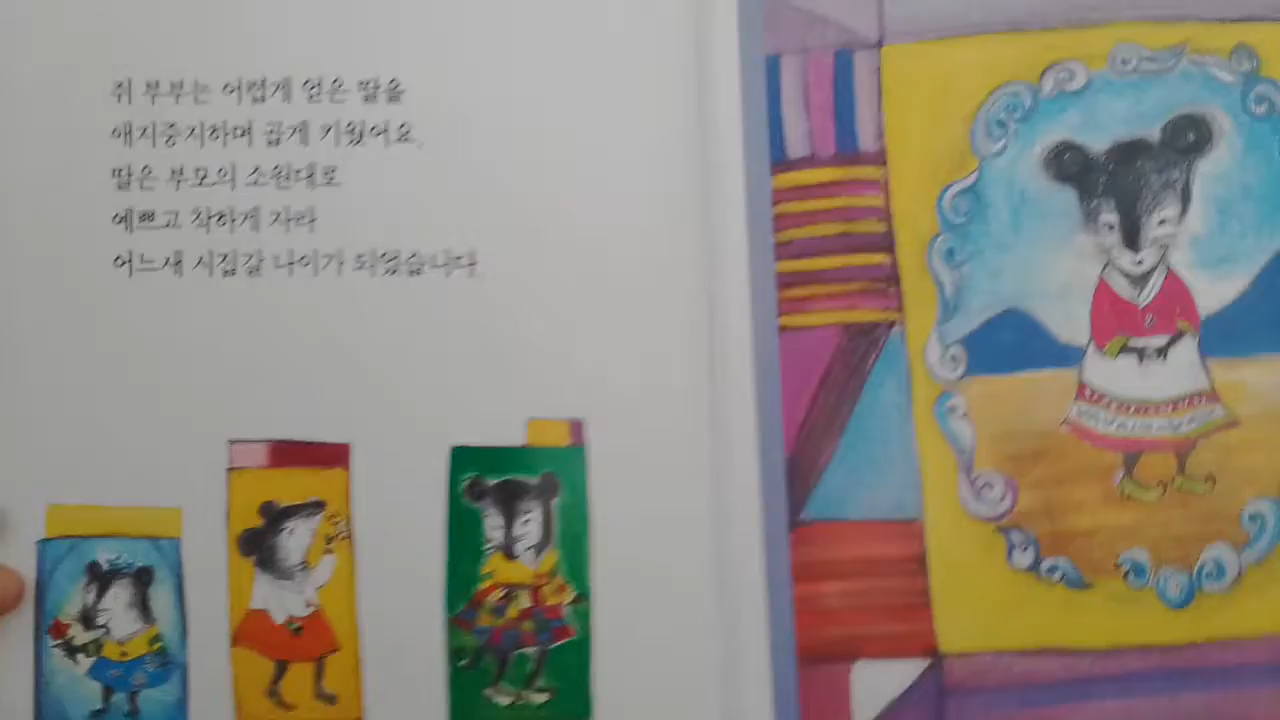 쥐 부부는 어렵게 얻은 딸을
애지중지하며 곱게 키웠어요.
딸은 부모의 소원대로
예쁘고 착하게 자라
어느새 시집갈 나이가 되었습니다.